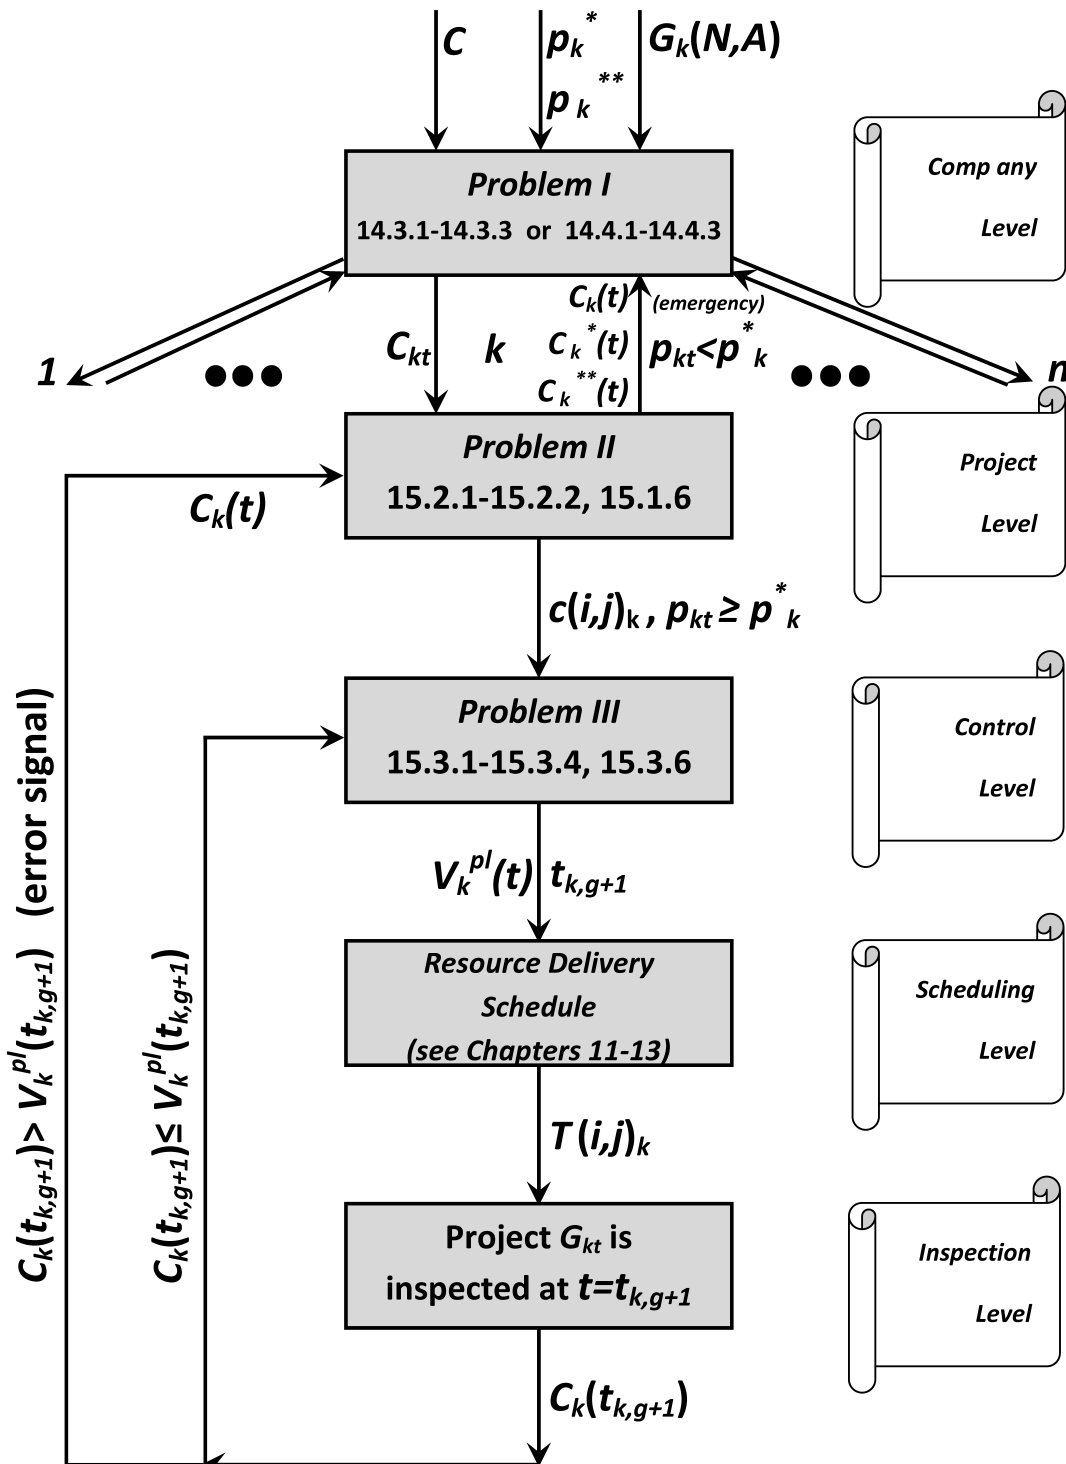 C
p_k^*
G_k(N,A)
p_k^**
Problem I
14.3.1-14.3.3 or 14.4.1-14.4.3
Comp any
Level
C_k(t)
(emergency)
C_kt
k
C_k^*(t)
p_kt<p^*_k
C_k^**(t)
1
n
Problem II
15.2.1-15.2.2, 15.1.6
Project
Level
C_k(t)
c(i,j)_k , p_kt ≥ p^*_k
Problem III
15.3.1-15.3.4, 15.3.6
Control
Level
V_k^pl(t)
t_k,g+1
Resource Delivery
Schedule
(see Chapters 11-13)
Scheduling
Level
T(i,j)_k
Project G_kt is
inspected at t=t_k,g+1
Inspection
Level
C_k(t_k,g+1)
C_k(t_k,g+1)> V_k^pl(t_k,g+1) (error signal)
C_k(t_k,g+1)≤ V_k^pl(t_k,g+1)